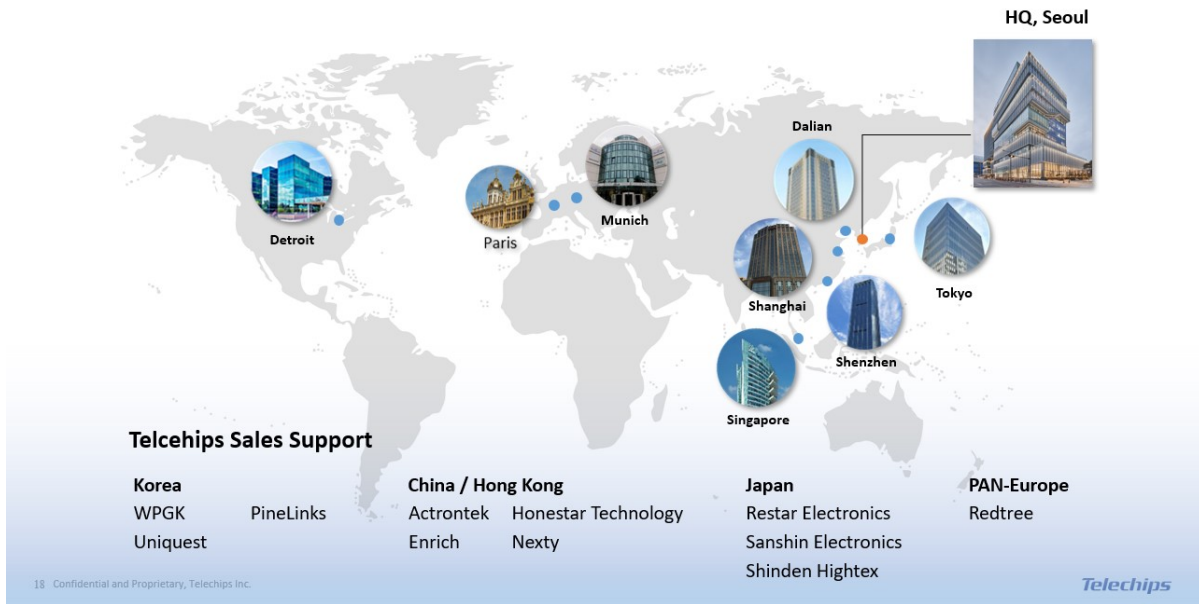 HQ, Seoul
Dalian
Detroit
Paris
Munich
Shanghai
Tokyo
Shenzhen
Singapore
Telcehips Sales Support
Korea
WPGK PineLinks
Uniquest
China / Hong Kong
Actrontek Honestar Technology
Enrich Nexty
Japan
Restar Electronics
Sanshin Electronics
Shinden Hightex
PAN-Europe
Redtree
18 Confidential and Proprietary, Telechips Inc.
Telechips